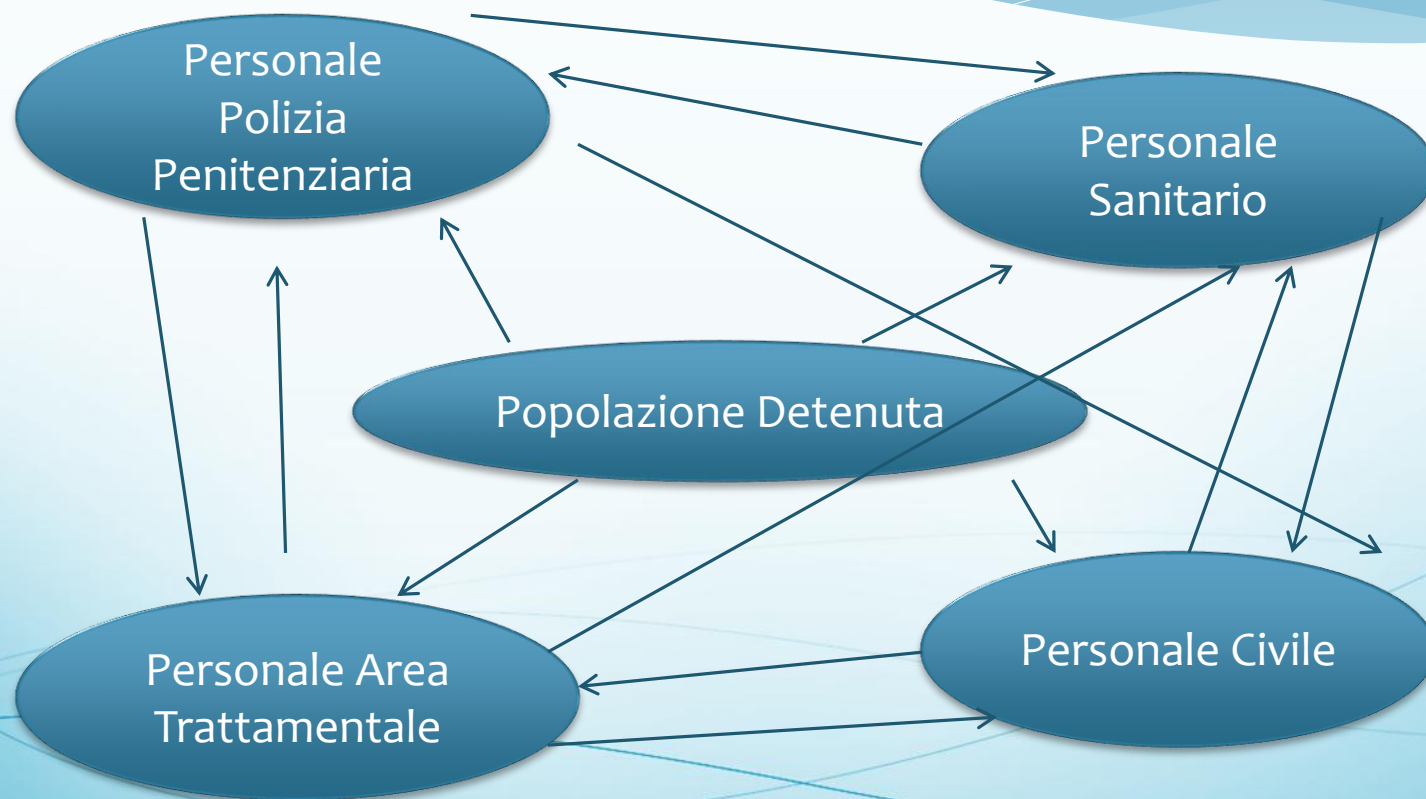 Personale
Polizia
Penitenziaria
Personale
Sanitario
Popolazione Detenuta
Personale Area
Trattamentale
Personale Civile